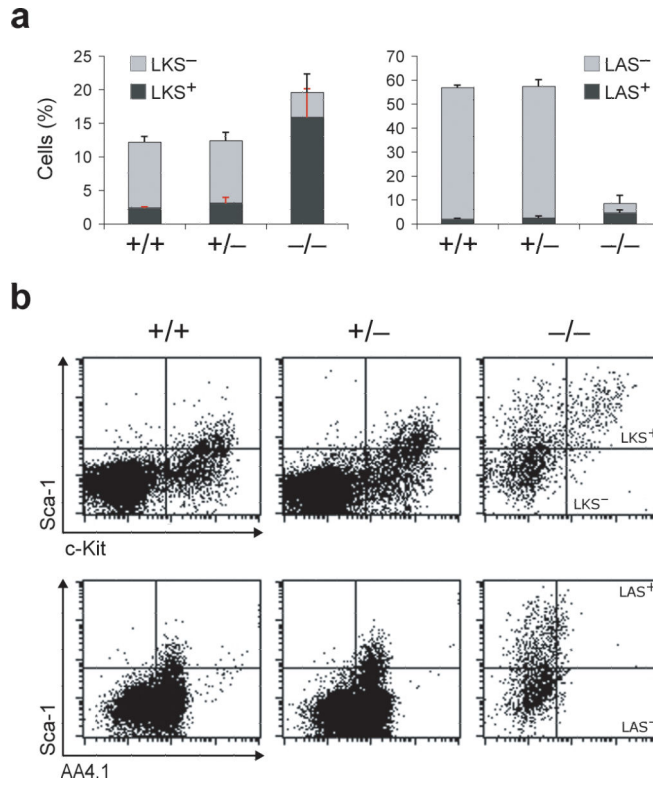 a
25
20
15
10
5
0
Cells (%)
LKS–
LKS+
+/+ +/– –/–
70
60
50
40
30
20
10
0
LAS–
LAS+
+/+ +/– –/–
b
+/+ +/– –/–
Sca-1
c-Kit
LKS+
LKS–
Sca-1
AA4.1
LAS+
LAS–